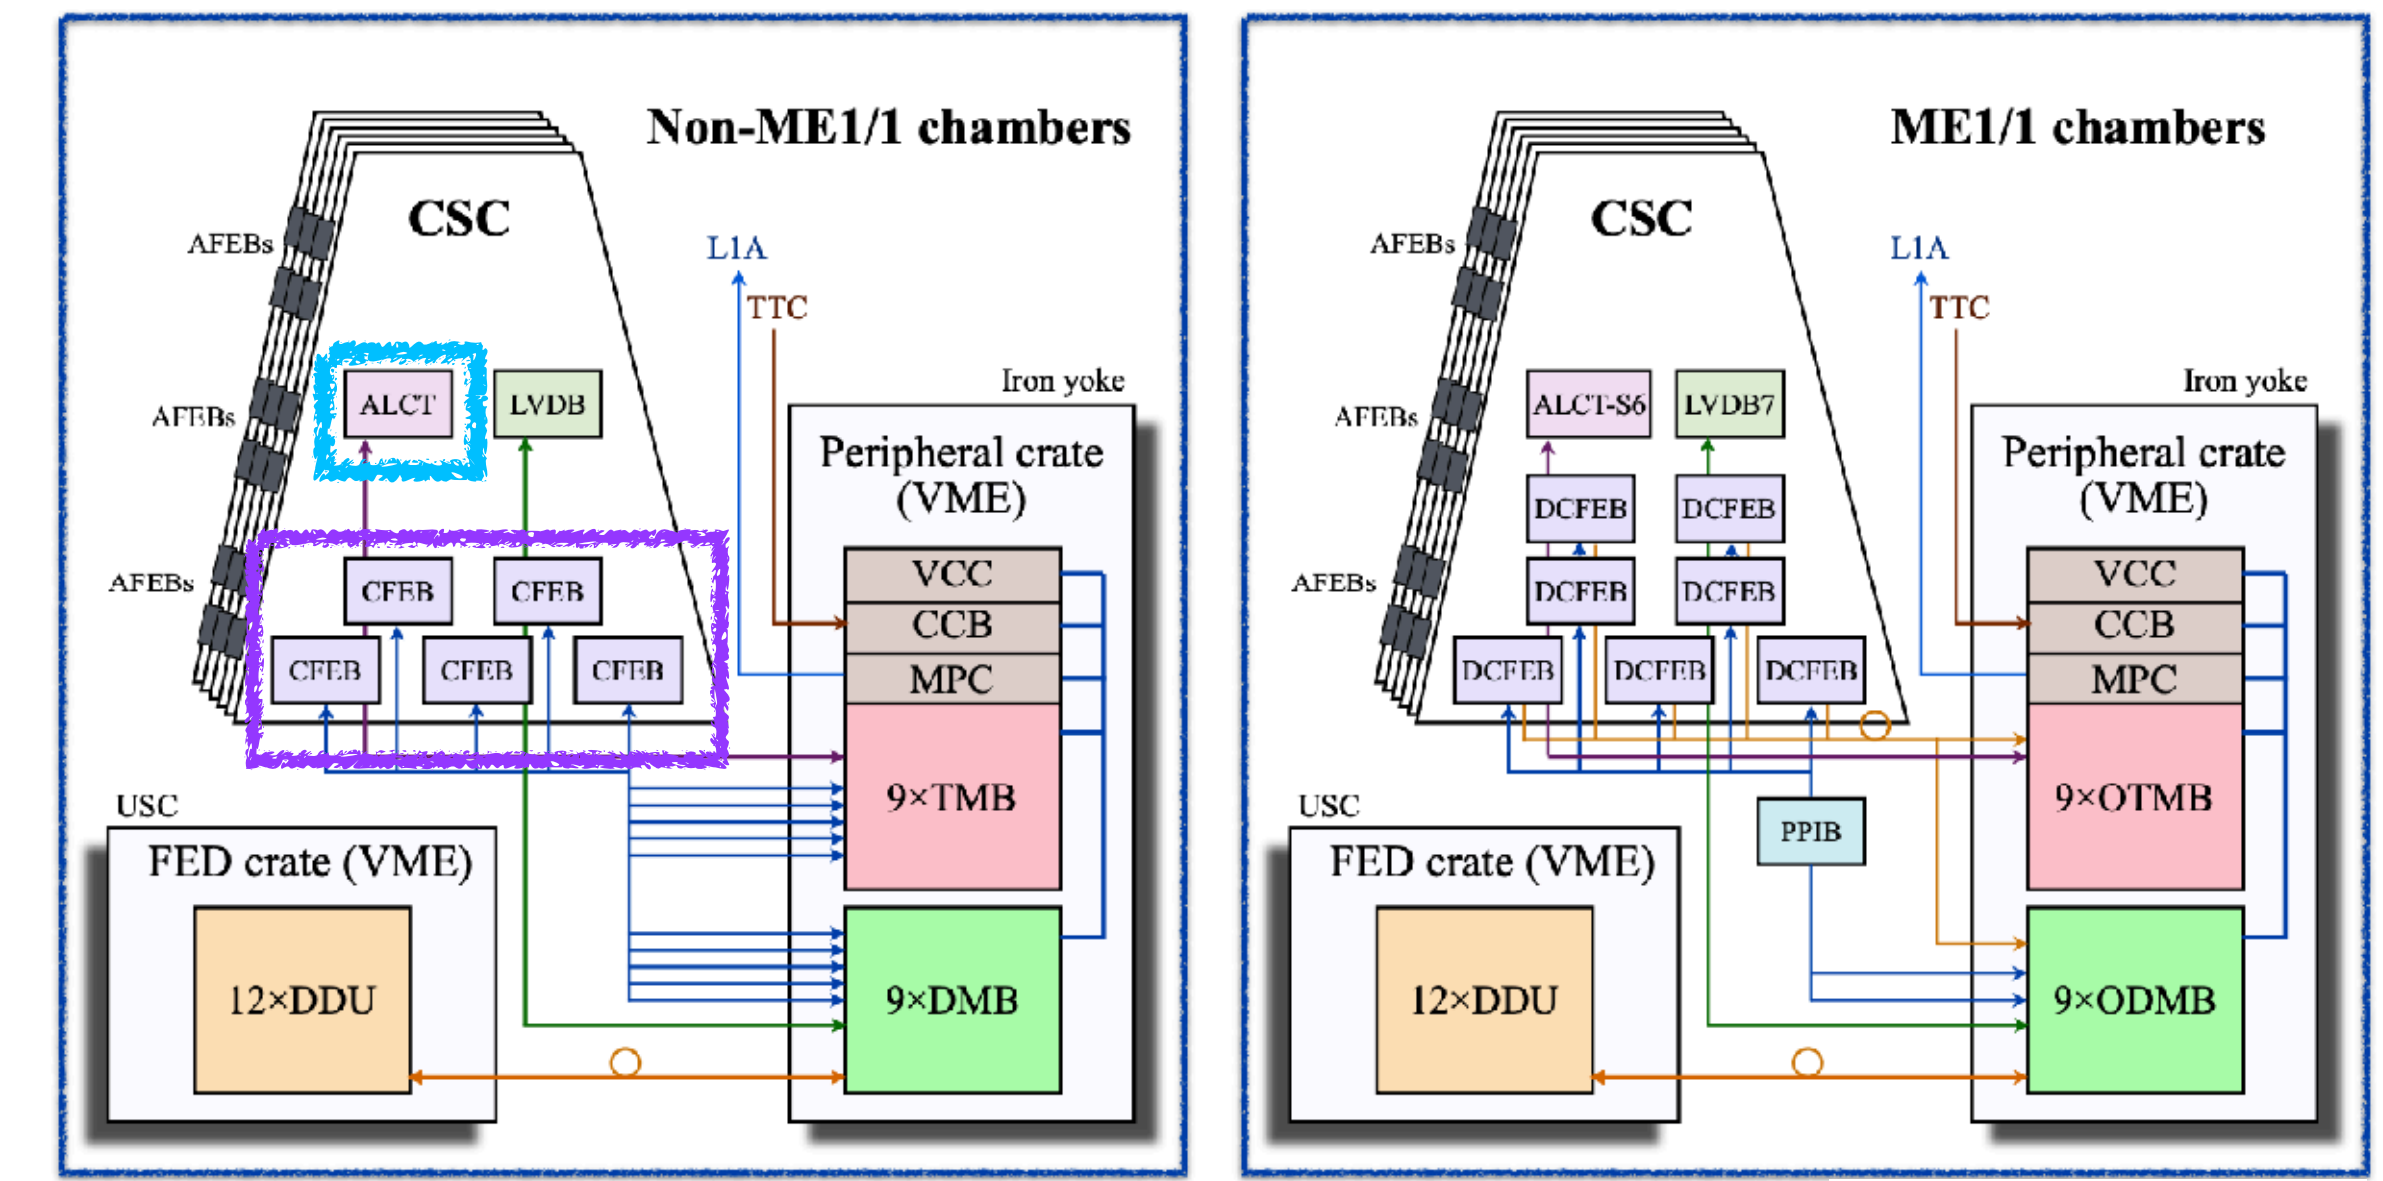 Non-ME1/1 chambers
CSC
AFEBs
L1A
TTC
Iron yoke
ALCT
LVDB
AFEBs
Peripheral crate
(VME)
AFEBs
CFEB
CFEB
VCC
CCB
CFEB
CFEB
CFEB
MPC
9×TMB
USC
FED crate (VME)
12×DDU
9×DMB
ME1/1 chambers
CSC
AFEBs
L1A
TTC
Iron yoke
ALCT-S6
LVDB7
AFEBs
Peripheral crate
(VME)
DCFEB
DCFEB
AFEBs
DCFEB
DCFEB
VCC
CCB
DCFEB
DCFEB
DCFEB
MPC
9×OTMB
USC
PPIB
FED crate (VME)
12×DDU
9×ODMB